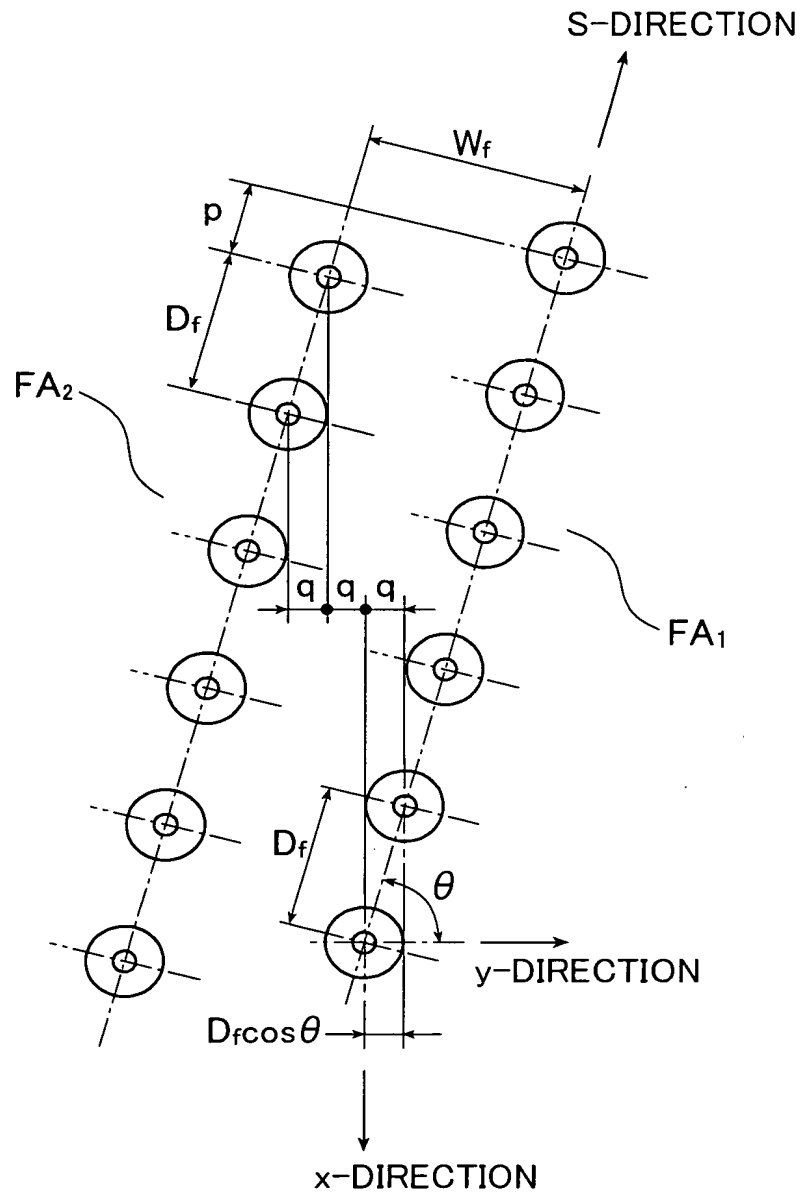 S-DIRECTION
Wf
p
Df
FA2
q q q
FA1
Df
θ
y-DIRECTION
Dfcosθ
x-DIRECTION